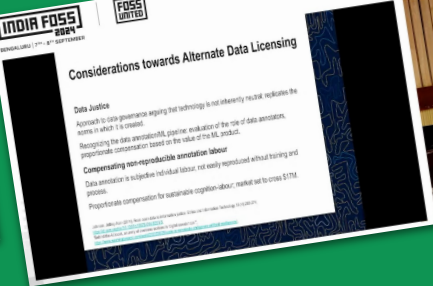 INDIA FOSS
2024
BENGALURU | 7TH - 8TH SEPTEMBER
FOSS
UNITED
Considerations towards Alternate Data Licensing
Data Justice
Approach to data governance arguing that technology is not inherently neutral, replicates the
norms in which it is created.
Recognizing the data annotation/ML pipeline: evaluation of the role of data annotators,
proportionate compensation based on the value of the ML product.
Compensating non-reproducible annotation labour
Data annotation is subjective individual labour, not easily reproduced without training and
process.
Proportionate compensation for sustainable cognition-labour; market set to cross $17M.